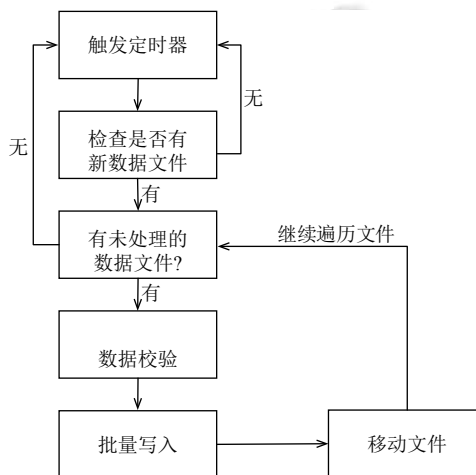 触发定时器
无
检查是否有
新数据文件
无
有
有未处理的
数据文件?
继续遍历文件
有
数据校验
批量写入
移动文件